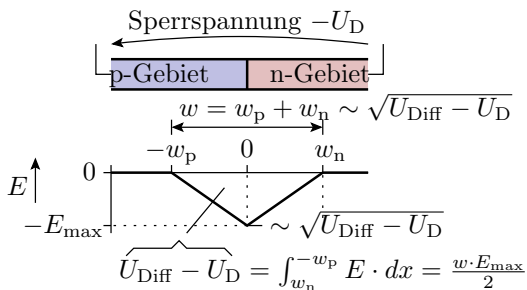 Sperrspannung −U_D
p-Gebiet n-Gebiet
w = w_p + w_n ∼ √(U_Diff − U_D)
−w_p 0 w_n
0
E
−E_max ∼ √(U_Diff − U_D)
U_Diff − U_D = ∫_{w_n}^{−w_p} E · dx = (w·E_max)/2